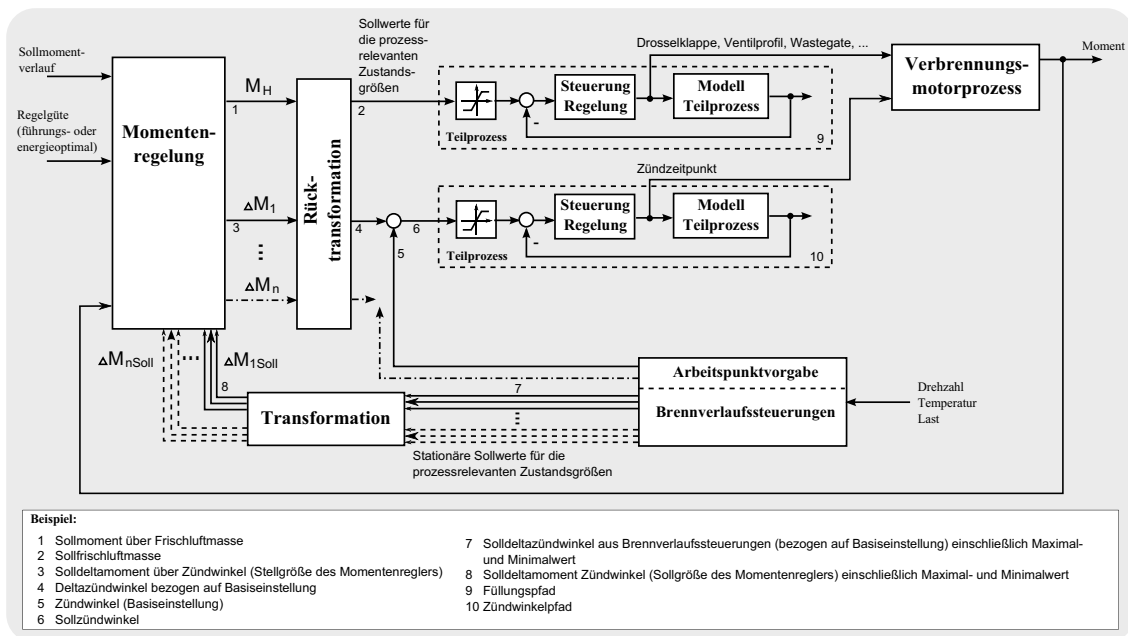 Sollmoment-
verlauf
Regelgüte
(führungs- oder
energieoptimal)
Momenten-
regelung
M_H
1
ΔM_1
3
ΔM_n
Rück-
transformation
Sollwerte für
die prozess-
relevanten
Zustands-
größen
2
4
5
6
Drosselklappe, Ventilprofil, Wastegate, ...
Teilprozess
-
Steuerung
Regelung
Modell
Teilprozess
9
Verbrennungs-
motorprozess
Moment
Zündzeitpunkt
Teilprozess
-
Steuerung
Regelung
Modell
Teilprozess
10
ΔM_nSoll
...
ΔM_1Soll
8
Transformation
7
Arbeitspunktvorgabe
Brennverlaufssteuerungen
Drehzahl
Temperatur
Last
Stationäre Sollwerte für die
prozessrelevanten Zustandsgrößen
Beispiel:
1 Sollmoment über Frischluftmasse
2 Sollfrischluftmasse
3 Solldeltamoment über Zündwinkel (Stellgröße des Momentenreglers)
4 Deltazündwinkel bezogen auf Basiseinstellung
5 Zündwinkel (Basiseinstellung)
6 Sollzündwinkel
7 Solldeltazündwinkel aus Brennverlaufssteuerungen (bezogen auf Basiseinstellung) einschließlich Maximal-
und Minimalwert
8 Solldeltamoment Zündwinkel (Sollgröße des Momentenreglers) einschließlich Maximal- und Minimalwert
9 Füllungspfad
10 Zündwinkelpfad